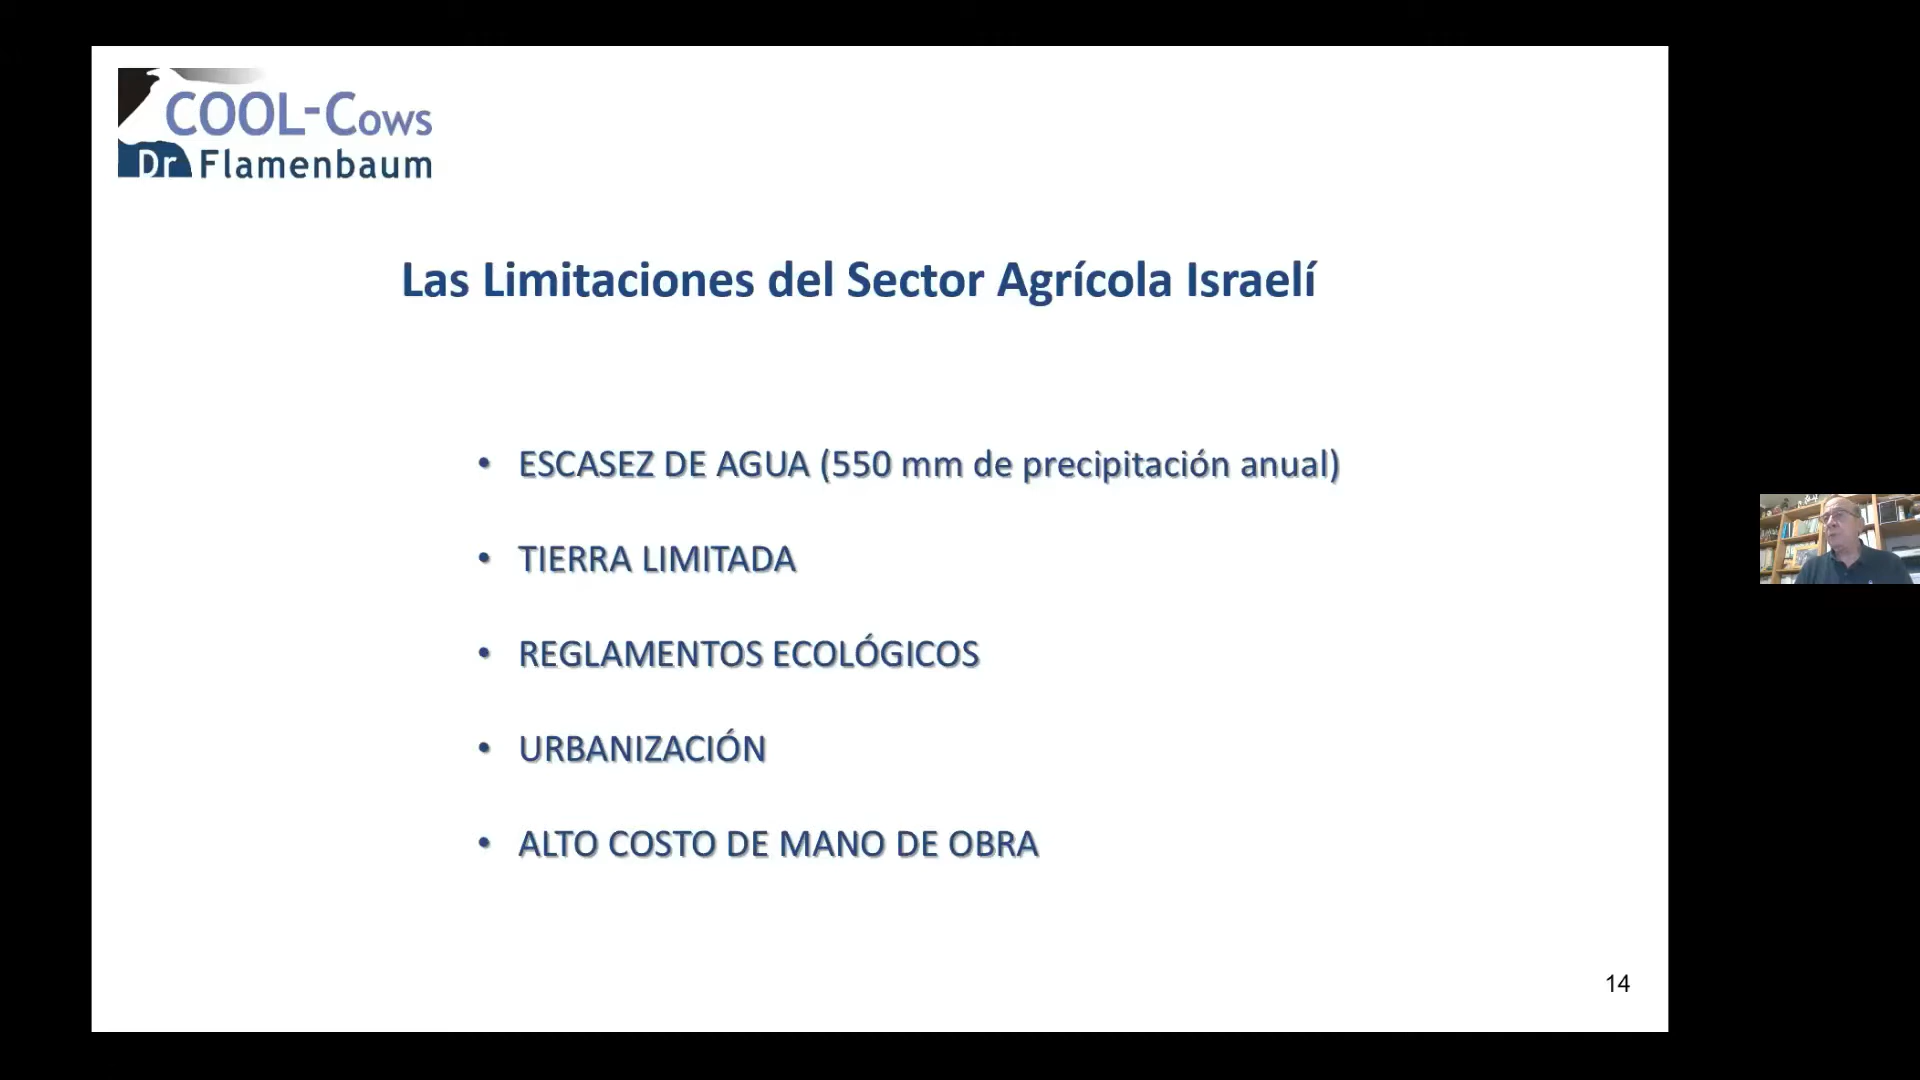 COOL-Cows
Dr Flamenbaum
Las Limitaciones del Sector Agrícola Israelí
• ESCASEZ DE AGUA (550 mm de precipitación anual)
• TIERRA LIMITADA
• REGLAMENTOS ECOLÓGICOS
• URBANIZACIÓN
• ALTO COSTO DE MANO DE OBRA
14